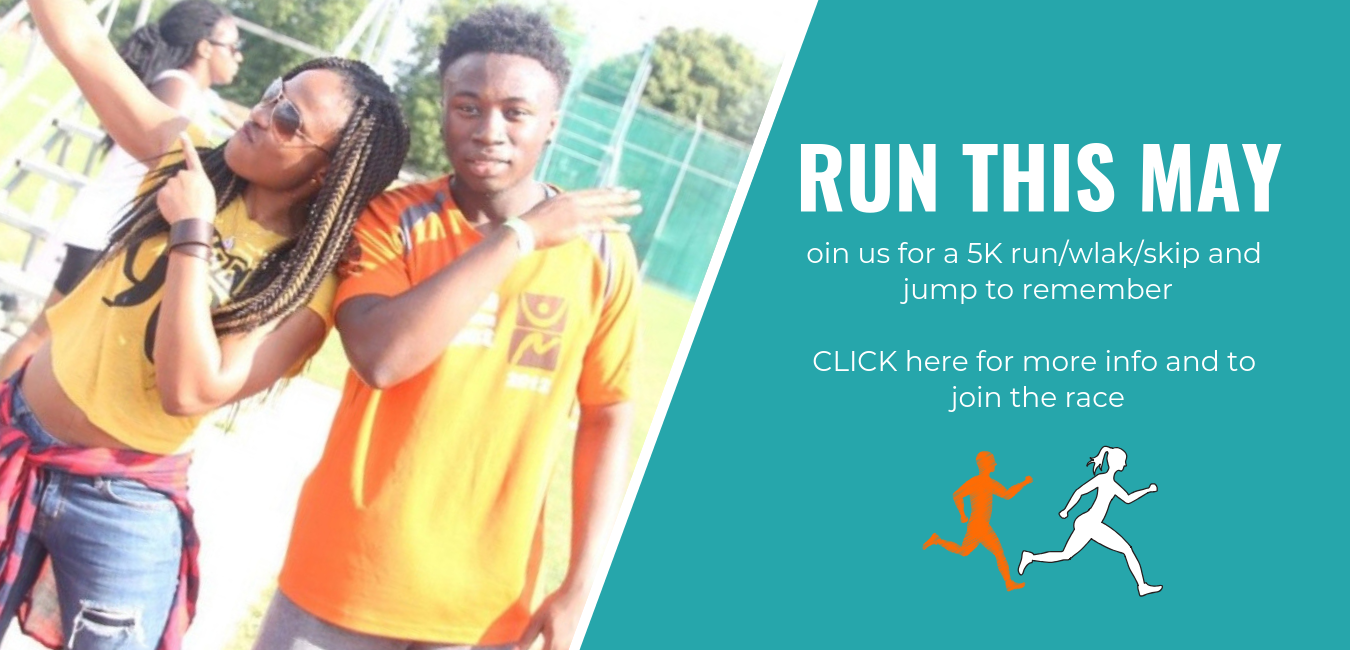 RUN THIS MAY
oin us for a 5K run/wlak/skip and
jump to remember
CLICK here for more info and to
join the race